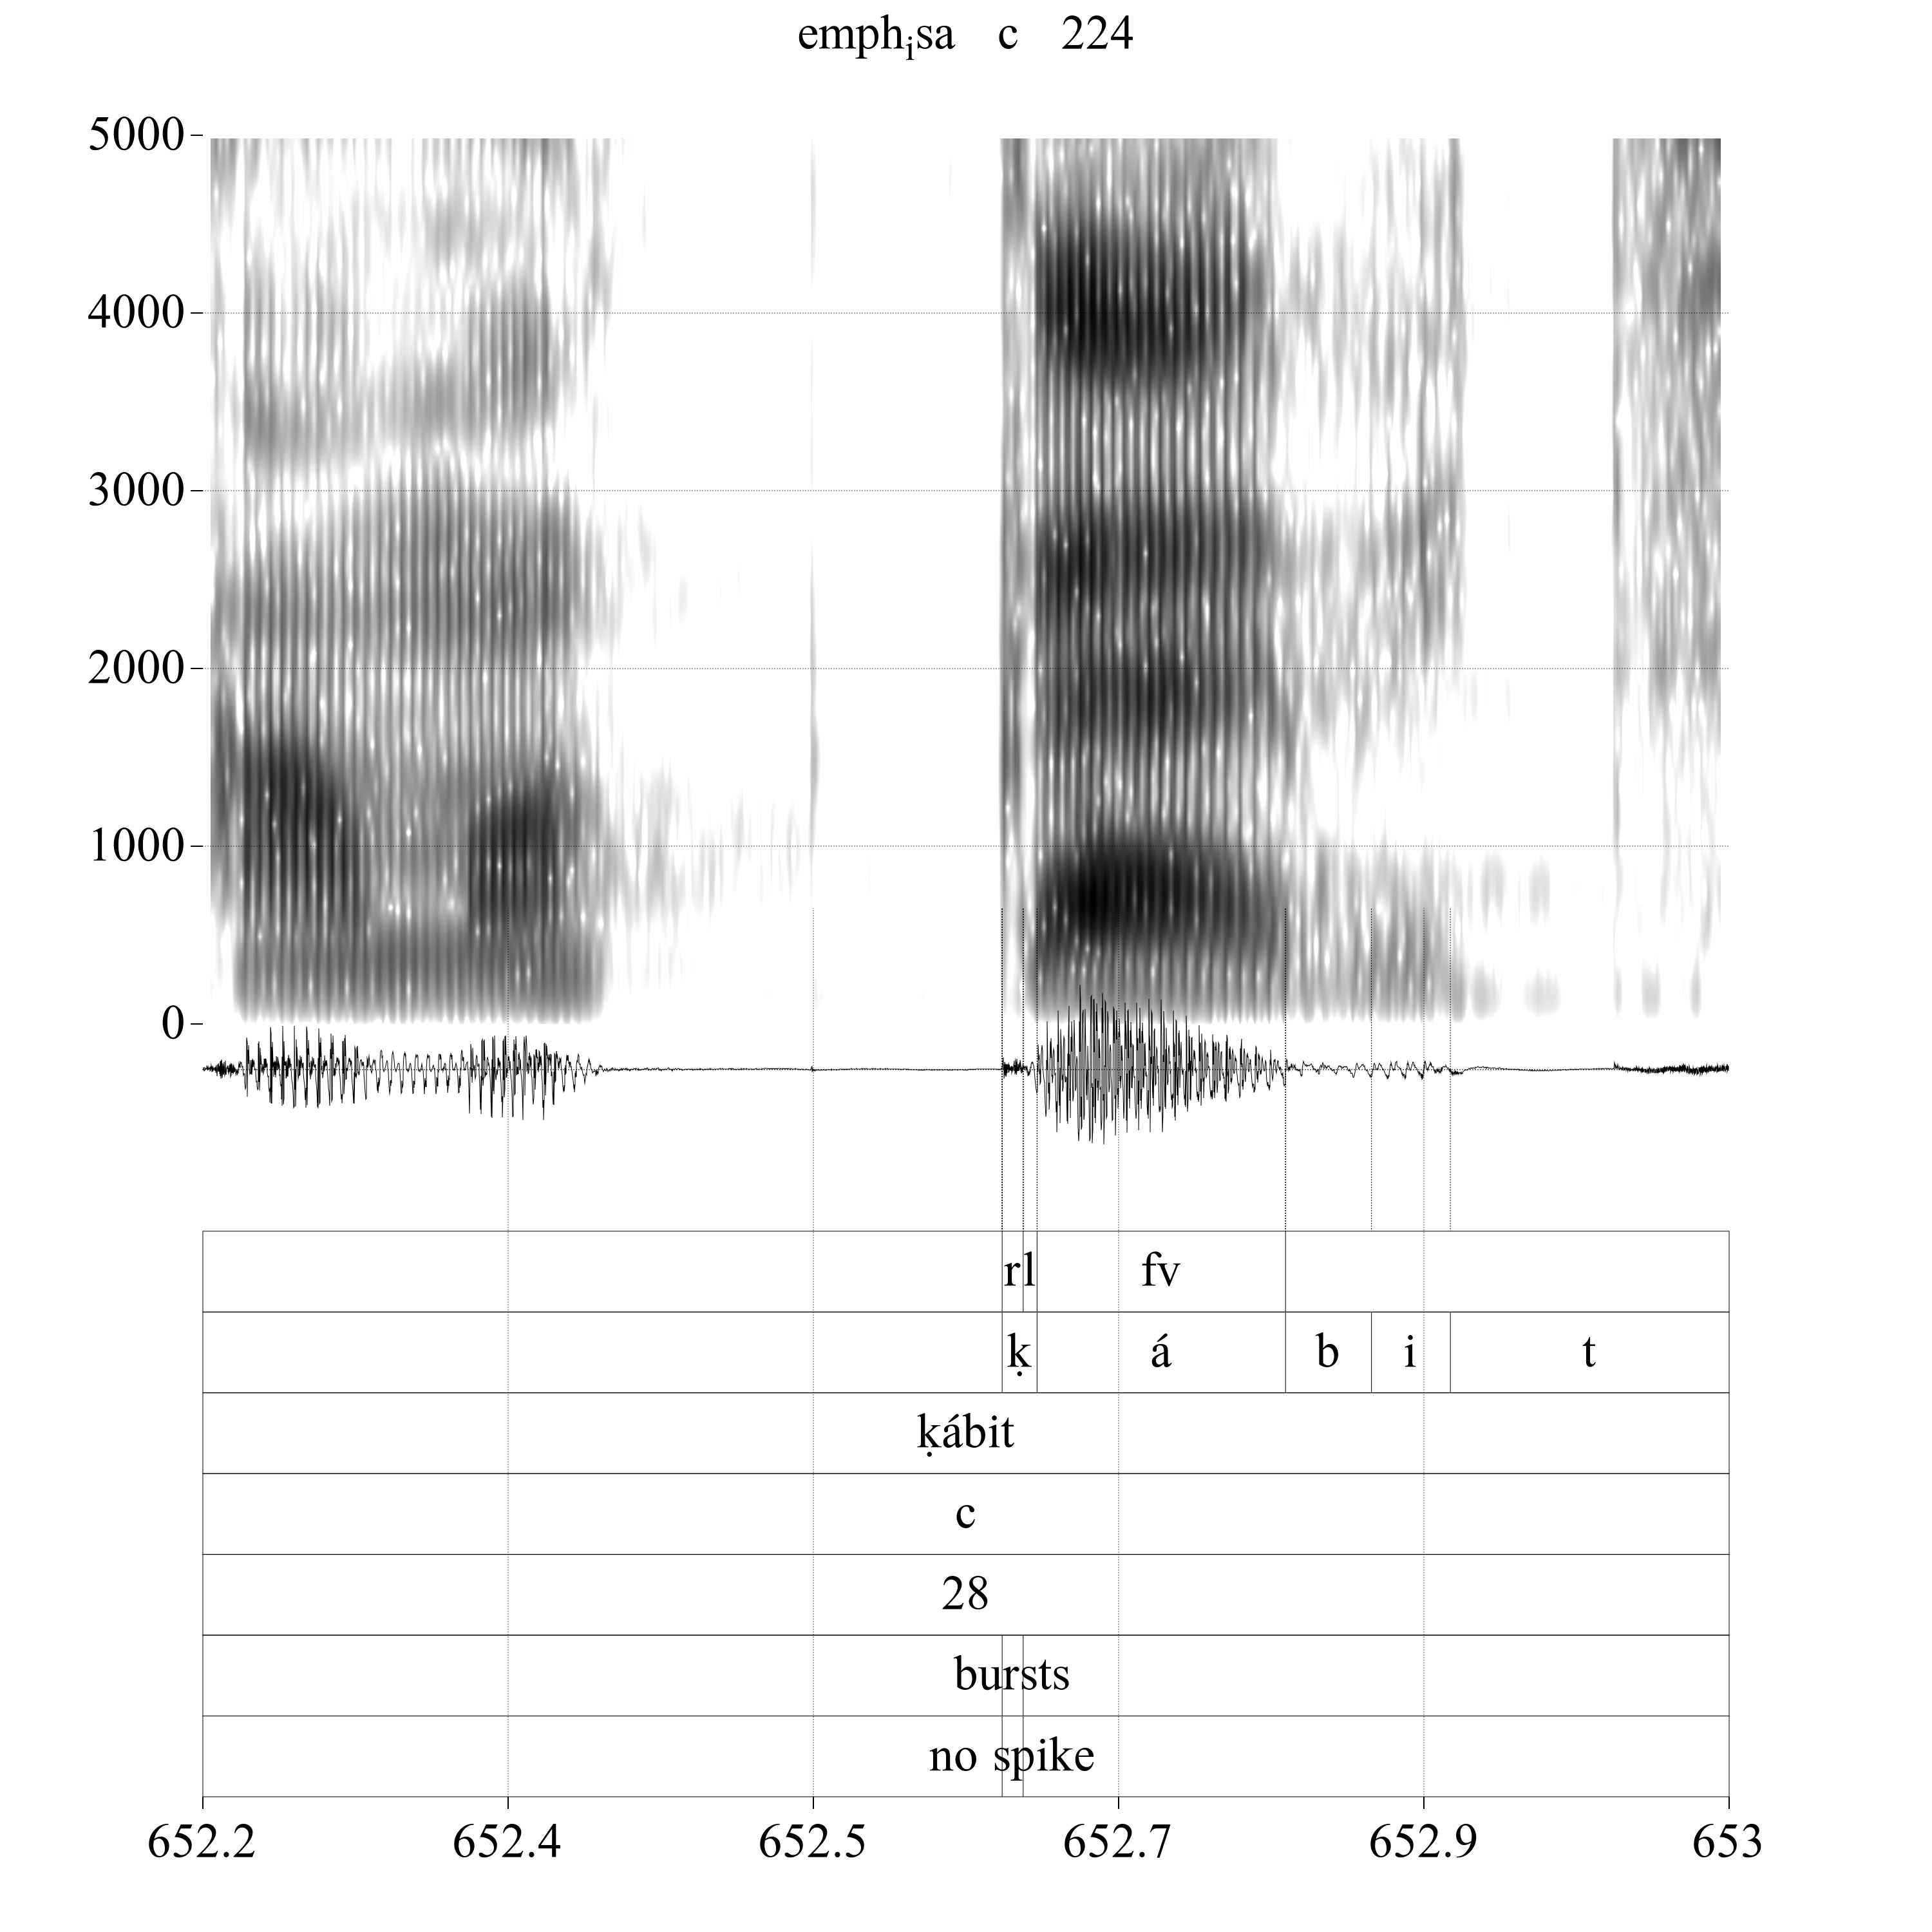 emphᵢsa c 224
5000
4000
3000
2000
1000
0
rl fv
ḳ á b i t
ḳábit
c
28
bursts
no spike
652.2 652.4 652.5 652.7 652.9 653